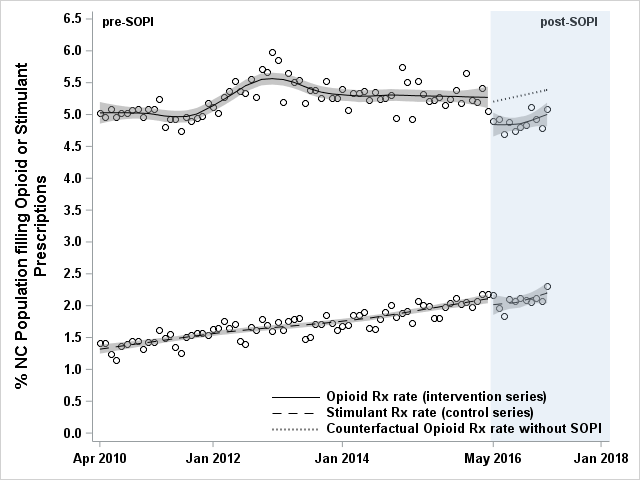 pre-SOPI
post-SOPI
% NC Population filling Opioid or Stimulant
Prescriptions
6.5
6.0
5.5
5.0
4.5
4.0
3.5
3.0
2.5
2.0
1.5
1.0
0.5
0.0
Opioid Rx rate (intervention series)
Stimulant Rx rate (control series)
Counterfactual Opioid Rx rate without SOPI
Apr 2010
Jan 2012
Jan 2014
May 2016
Jan 2018